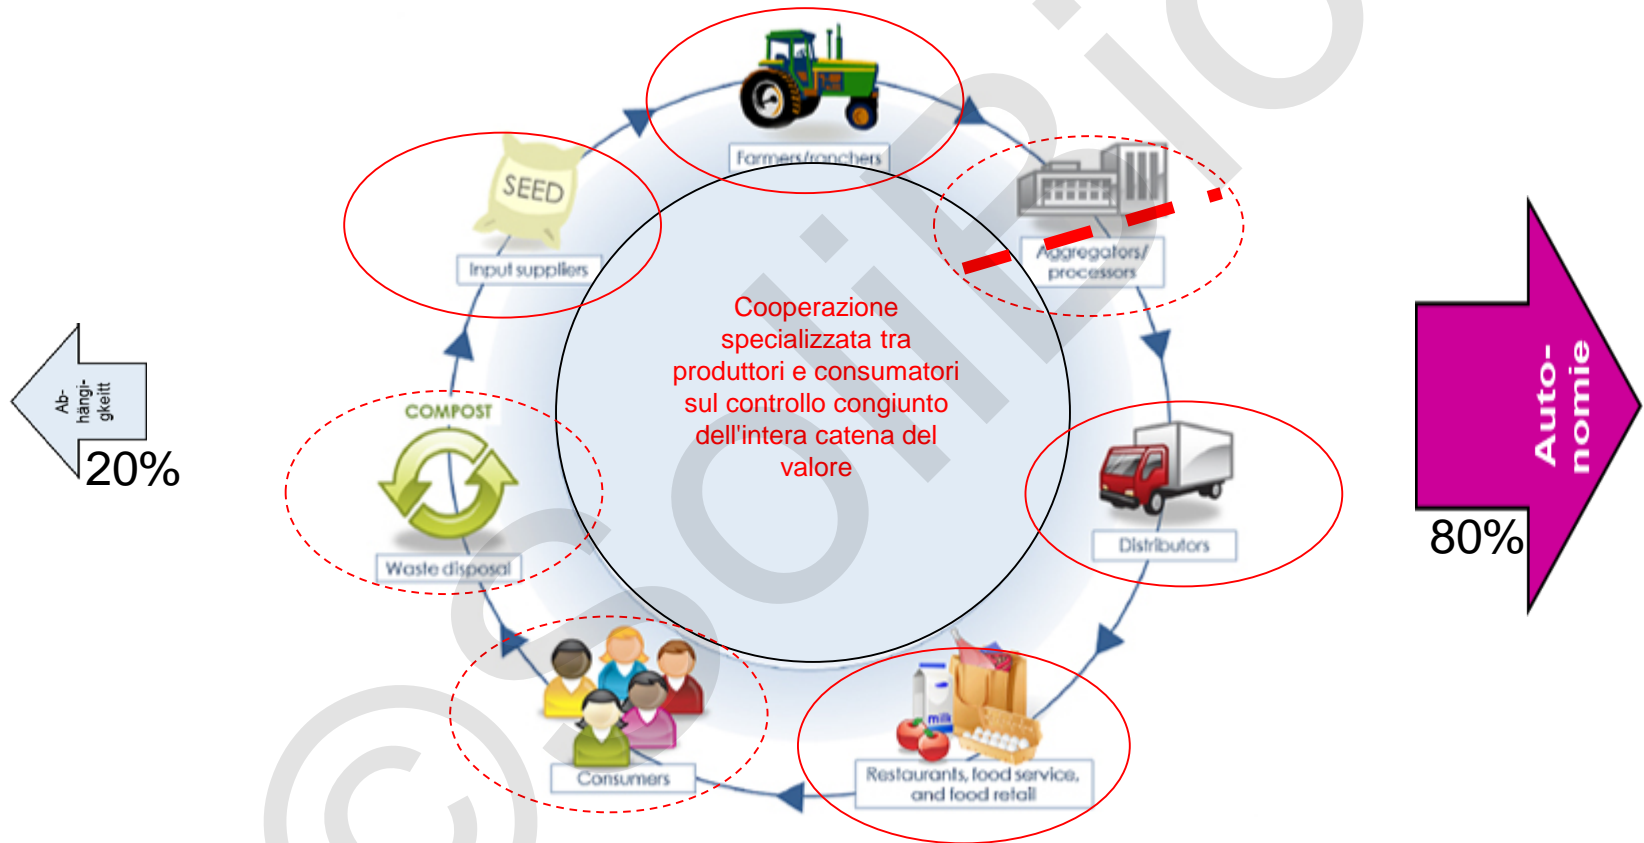 Farmers/ranchers
SEED
Input suppliers
Aggregators/
processors
Cooperazione
specializzata tra
produttori e consumatori
sul controllo congiunto
dell'intera catena del
valore
Ab-
hängi-
gkeitt
20%
Auto-
nomie
80%
COMPOST
Waste disposal
Distributors
milk
Consumers
Restaurants, food service,
and food retail
© SoliBio